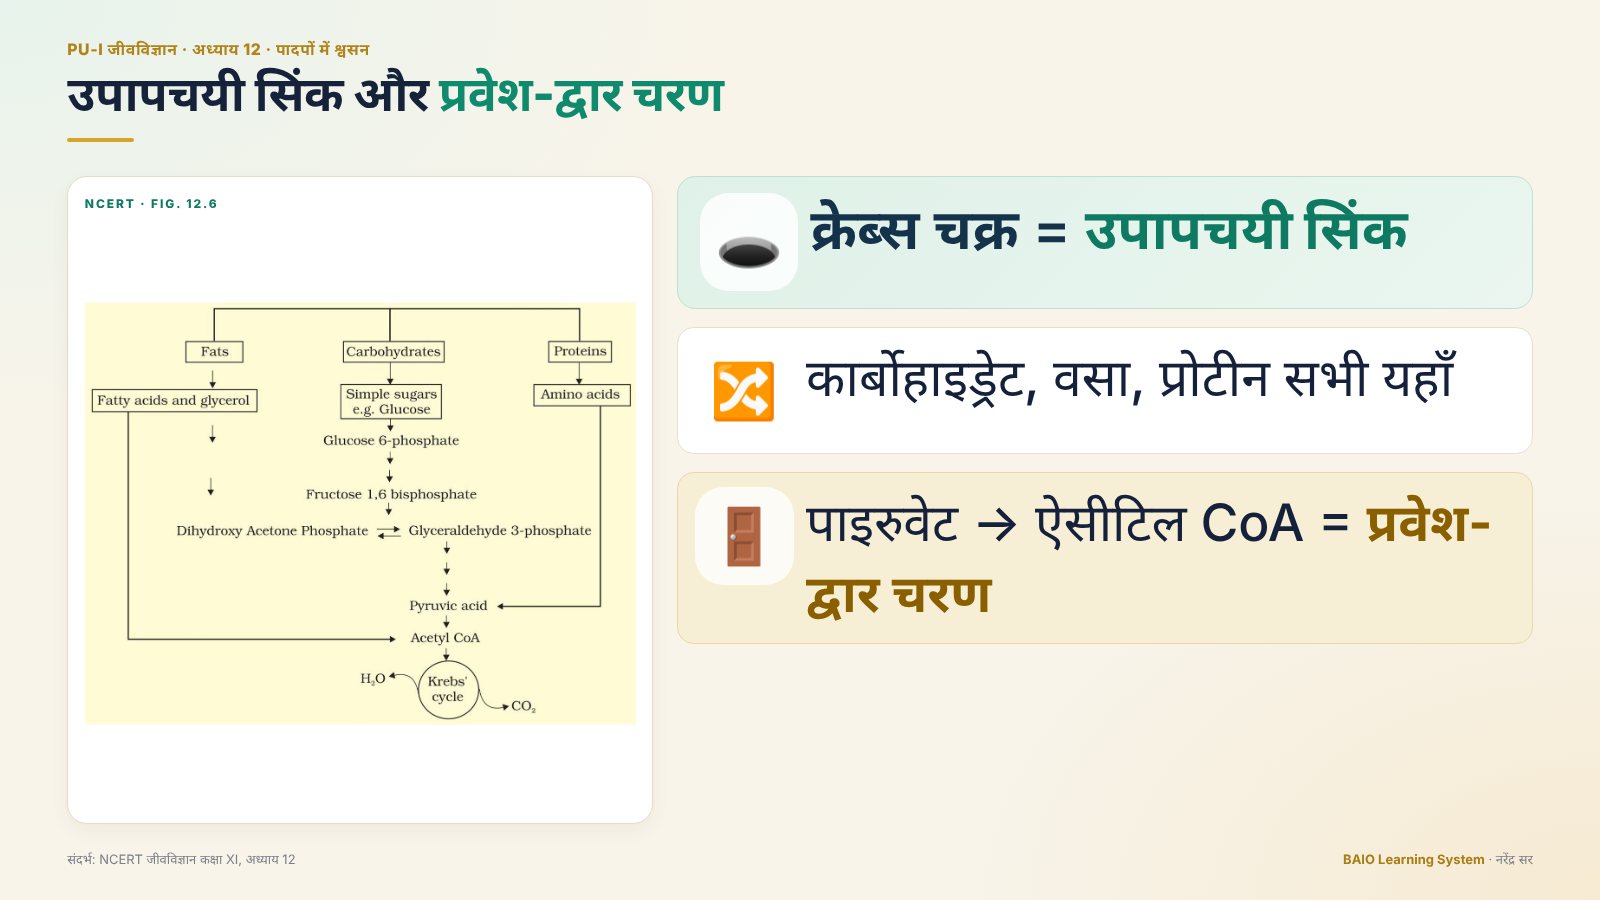 PU-I जीवविज्ञान · अध्याय 12 · पादपों में श्वसन
उपापचयी सिंक और प्रवेश-द्वार चरण
NCERT · FIG. 12.6
Fats
Carbohydrates
Proteins
Fatty acids and glycerol
Simple sugars
e.g. Glucose
Amino acids
Glucose 6-phosphate
Fructose 1,6 bisphosphate
Dihydroxy Acetone Phosphate
Glyceraldehyde 3-phosphate
Pyruvic acid
Acetyl CoA
H₂O
Krebs'
cycle
CO₂
क्रेब्स चक्र = उपापचयी सिंक
कार्बोहाइड्रेट, वसा, प्रोटीन सभी यहाँ
पाइरुवेट → ऐसीटिल CoA = प्रवेश-
द्वार चरण
संदर्भ: NCERT जीवविज्ञान कक्षा XI, अध्याय 12
BAIO Learning System · नरेंद्र सर